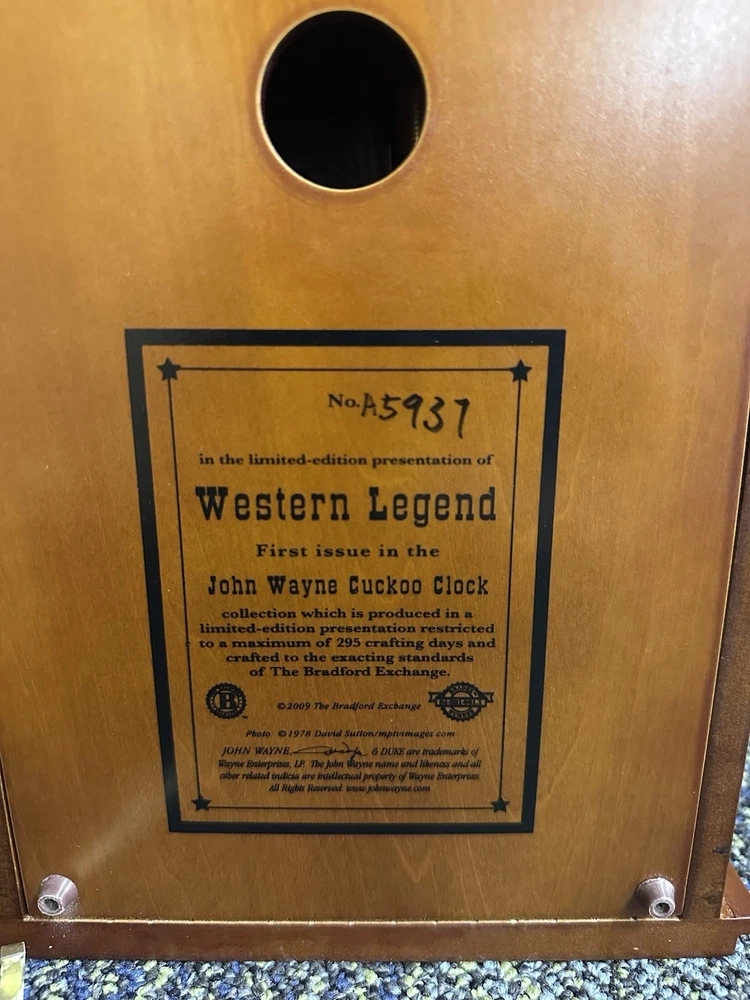 No. A5937
in the limited-edition presentation of
Western Legend
First issue in the
John Wayne Cuckoo Clock
collection which is produced in a
limited-edition presentation restricted
to a maximum of 295 crafting days and
crafted to the exacting standards
of The Bradford Exchange.
B ™ ©2009 The Bradford Exchange
Photo: ©1978 David Sutton/mptvimages.com
JOHN WAYNE, & DUKE are trademarks of
Wayne Enterprises, LP. The John Wayne name and likeness and all
other related indicia are intellectual property of Wayne Enterprises.
All Rights Reserved. www.johnwayne.com